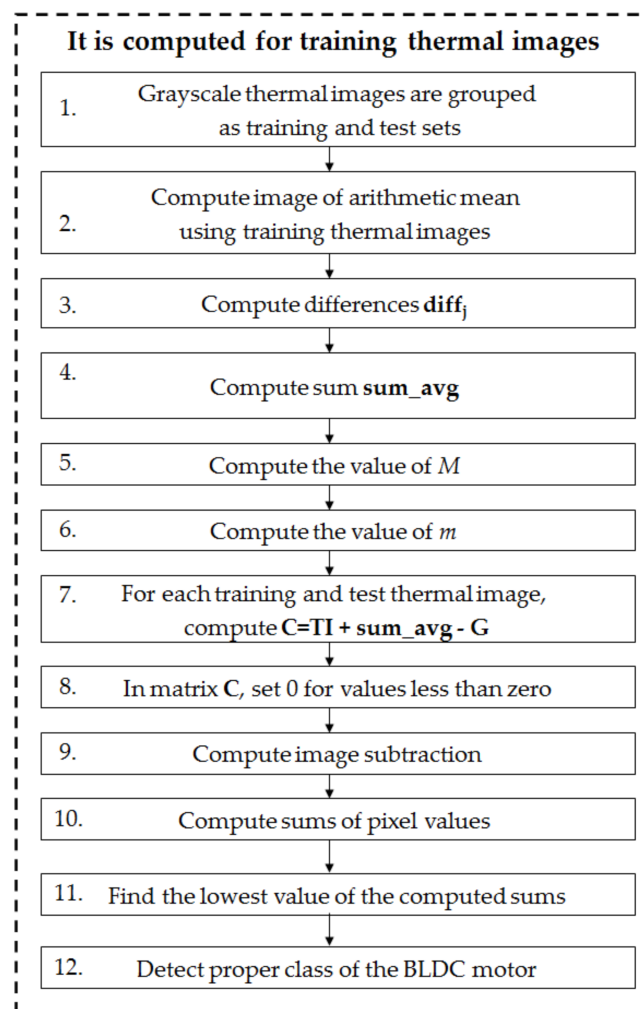 It is computed for training thermal images
1. Grayscale thermal images are grouped
as training and test sets
2. Compute image of arithmetic mean
using training thermal images
3. Compute differences diffj
4. Compute sum sum_avg
5. Compute the value of M
6. Compute the value of m
7. For each training and test thermal image,
compute C=TI + sum_avg - G
8. In matrix C, set 0 for values less than zero
9. Compute image subtraction
10. Compute sums of pixel values
11. Find the lowest value of the computed sums
12. Detect proper class of the BLDC motor